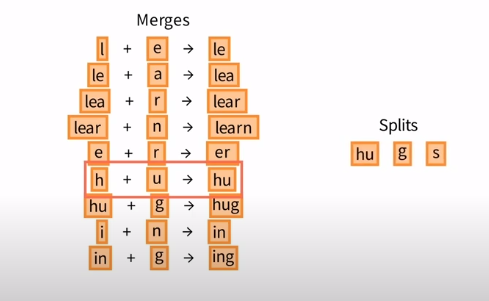 Merges
l + e → le
le + a → lea
lea + r → lear
lear + n → learn
e + r → er
h + u → hu
hu + g → hug
i + n → in
in + g → ing
Splits
hu g s